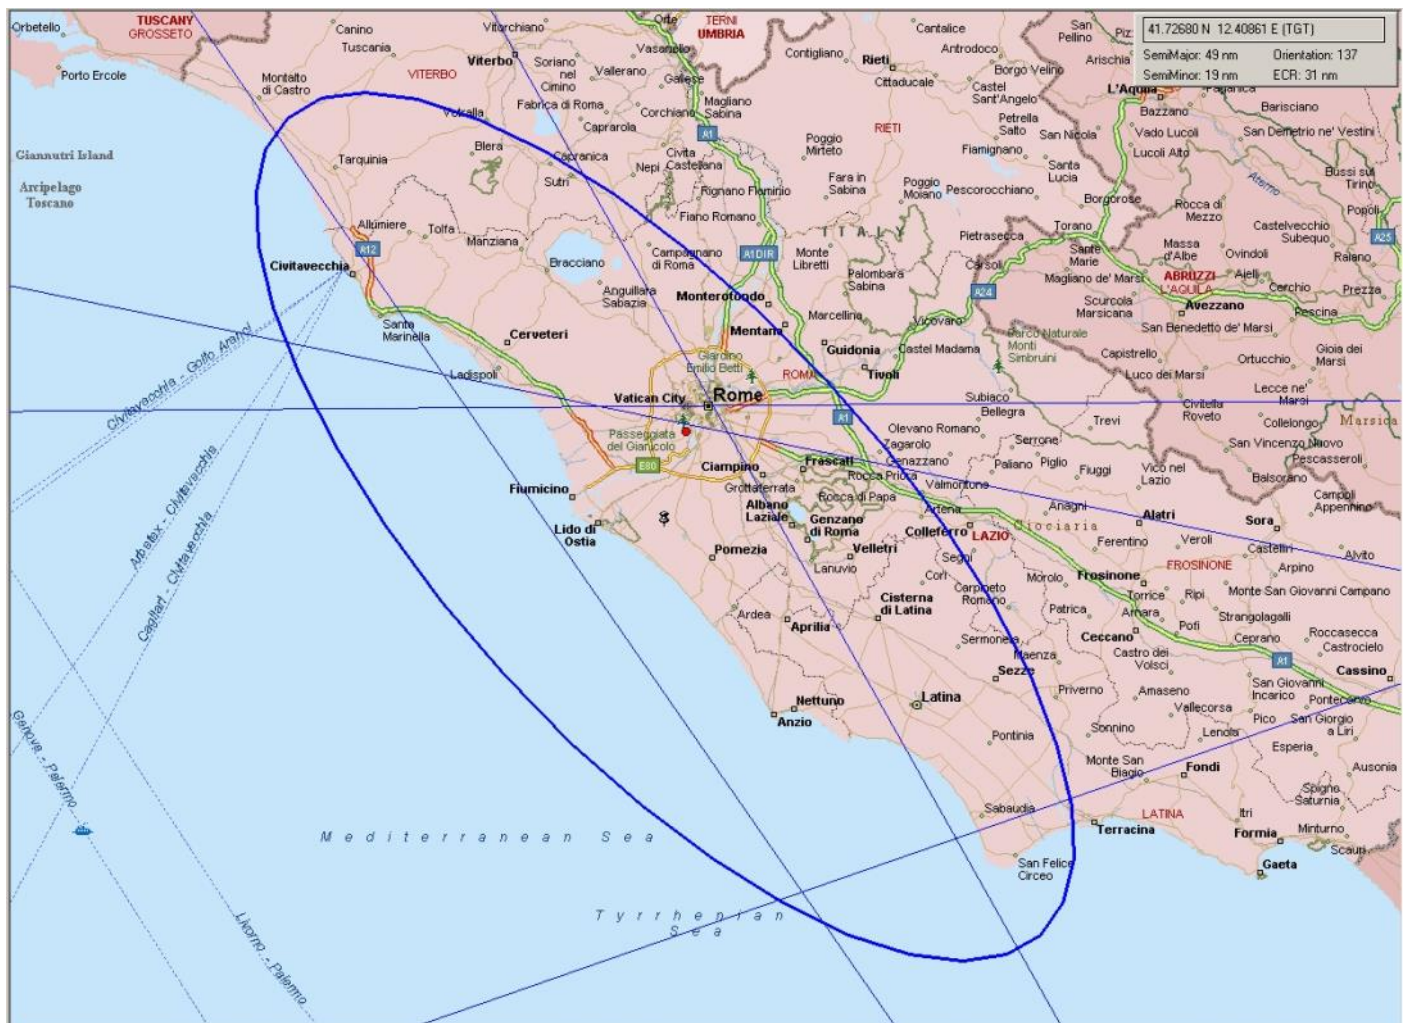 41.72680 N 12.40861 E (TGT)
SemiMajor: 49 nm Orientation: 137
SemiMinor: 19 nm ECR: 31 nm
Orbetello
TUSCANY
GROSSETO
Canino
Tuscania
Vitorchiano
Orte
TERNI
UMBRIA
Cantalice
Antrodoco
San
Pellino
Arischia
Porto Ercole
Montalto
di Castro
VITERBO
Viterbo
Soriano
nel
Cimino
Vasanello
Vallerano
Gallese
Contigliano
Rieti
Cittaducale
Borgo Velino
Castel
Sant'Angelo
L'Aquila
Bazzano
Barisciano
Vetralla
Fabrica di Roma
Caprarola
Corchiano
Magliano
Sabina
A1
Petrella
Salto
San Nicola
Vado Lucoli
San Demetrio ne' Vestini
Lucoli Alto
Giannutri Island
Arcipelago
Toscano
Tarquinia
Blera
Capranica
Sutri
Nepi
Civita
Castellana
Poggio
Mirteto
RIETI
Fiamignano
Santa
Lucia
Bussi sul
Tirino
Aterno
Rignano Flaminio
Fara in
Sabina
Poggio
Moiano
Pescorocchiano
Borgorose
Rocca di
Mezzo
Popoli
Allumiere
Tolfa
Manziana
Fiano Romano
ITALY
Pietrasecca
Torano
Castelvecchio
Subequo
A25
A12
Civitavecchia
Bracciano
Campagnano
di Roma
A1DIR
Monte
Libretti
Palombara
Sabina
Carsoli
Sante
Marie
Massa
d'Albe
Ovindoli
Raiano
Magliano de' Marsi
ABRUZZI
L'AQUILA
Aielli
Cerchio
Prezza
Anguillara
Sabazia
Monterotondo
A24
Scurcola
Marsicana
Avezzano
Pescina
Santa
Marinella
Cerveteri
Mentana
Marcellina
Vicovaro
San Benedetto de' Marsi
Guidonia
Castel Madama
Parco Naturale
Monti
Simbruini
Capistrello
Ortucchio
Gioia dei
Marsi
Ladispoli
Giardino
Emilio Betti
ROMA
Tivoli
Luco dei Marsi
Lecce ne'
Marsi
Vatican City
Rome
Subiaco
Bellegra
Trevi
Civitella
Roveto
Collelongo
Marsica
Civitavecchia - Golfo Aranci
Passeggiata
del Gianicolo
A1
Olevano Romano
Zagarolo
Serrone
San Vincenzo Nuovo
Pescasseroli
E80
Ciampino
Frascati
Genazzano
Paliano
Piglio
Fiuggi
Vico nel
Lazio
Balsorano
Grottaferrata
Rocca Priora
Valmontone
Fiumicino
Rocca di Papa
Anagni
Campoli
Appennino
Lido di
Ostia
Albano
Laziale
Genzano
di Roma
Artena
Colleferro
Ciociaria
LAZIO
Alatri
Sora
Pomezia
Velletri
Segni
Ferentino
Veroli
Castelliri
Alvito
Lanuvio
Cori
Carpineto
Romano
Morolo
Frosinone
FROSINONE
Arpino
Cagliari - Civitavecchia
Ardea
Aprilia
Cisterna
di Latina
Patrica
Torrice
Ripi
Monte San Giovanni Campano
Arnara
Strangolagalli
Sermoneta
Ceccano
Pofi
Ceprano
Roccasecca
Castrocielo
Maenza
Castro dei
Volsci
A1
Cassino
Sezze
Nettuno
Latina
Priverno
Amaseno
San Giovanni
Incarico
Pontecorvo
Anzio
Vallecorsa
Pico
San Giorgio
a Liri
Pontinia
Sonnino
Lenola
Esperia
Genova - Palermo
Monte San
Biagio
Fondi
Ausonia
Spigno
Saturnia
Sabaudia
LATINA
Itri
Mediterranean Sea
Terracina
Formia
Minturno
Scauri
San Felice
Circeo
Gaeta
Tyrrhenian
Sea
Livorno - Palermo